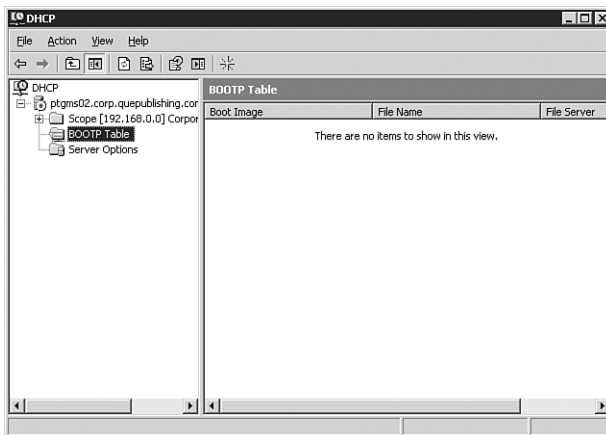 DHCP
File Action View Help
DHCP
ptgms02.corp.quepublishing.cor
Scope [192.168.0.0] Corpor
BOOTP Table
Server Options
BOOTP Table
Boot Image File Name File Server
There are no items to show in this view.